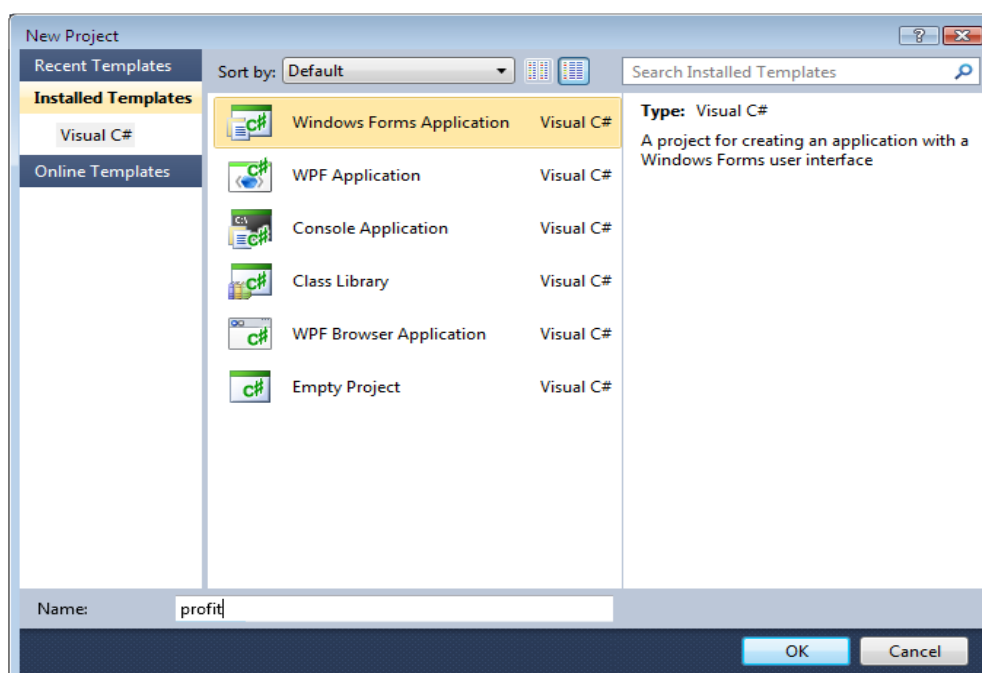 New Project
Recent Templates
Installed Templates
Visual C#
Online Templates
Sort by: Default
Search Installed Templates
Windows Forms Application Visual C#
WPF Application Visual C#
Console Application Visual C#
Class Library Visual C#
WPF Browser Application Visual C#
Empty Project Visual C#
Type: Visual C#
A project for creating an application with a
Windows Forms user interface
Name: profit
OK Cancel